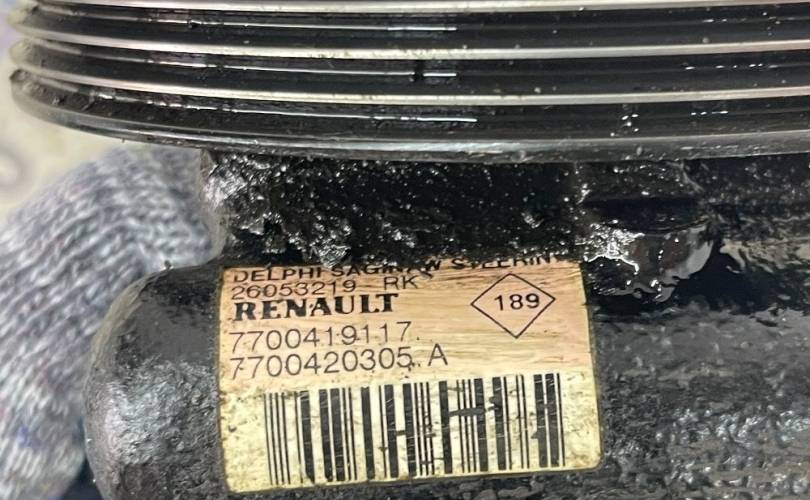 DELPHI SAGINAW STEERING
26053219 RK
RENAULT
189
7700419117
7700420305 A